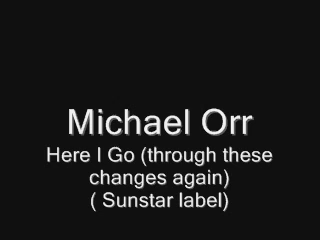 Michael Orr
Here I Go (through these
changes again)
( Sunstar label)